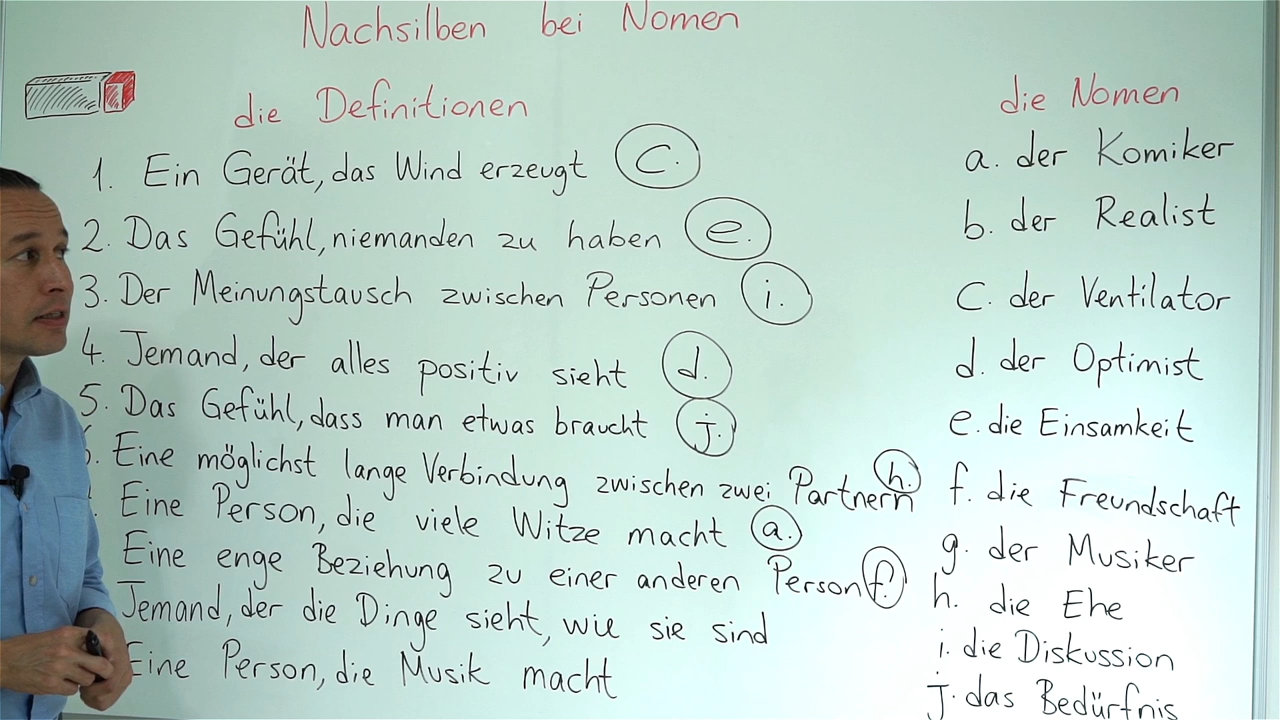 Nachsilben bei Nomen
die Definitionen
1. Ein Gerät, das Wind erzeugt c.
2. Das Gefühl, niemanden zu haben e.
3. Der Meinungstausch zwischen Personen i.
4. Jemand, der alles positiv sieht d.
5. Das Gefühl, dass man etwas braucht j.
Eine möglichst lange Verbindung zwischen zwei Partnern h.
Eine Person, die viele Witze macht a.
Eine enge Beziehung zu einer anderen Person f.
Jemand, der die Dinge sieht, wie sie sind
Eine Person, die Musik macht
die Nomen
a. der Komiker
b. der Realist
c. der Ventilator
d. der Optimist
e. die Einsamkeit
f. die Freundschaft
g. der Musiker
h. die Ehe
i. die Diskussion
j. das Bedürfnis